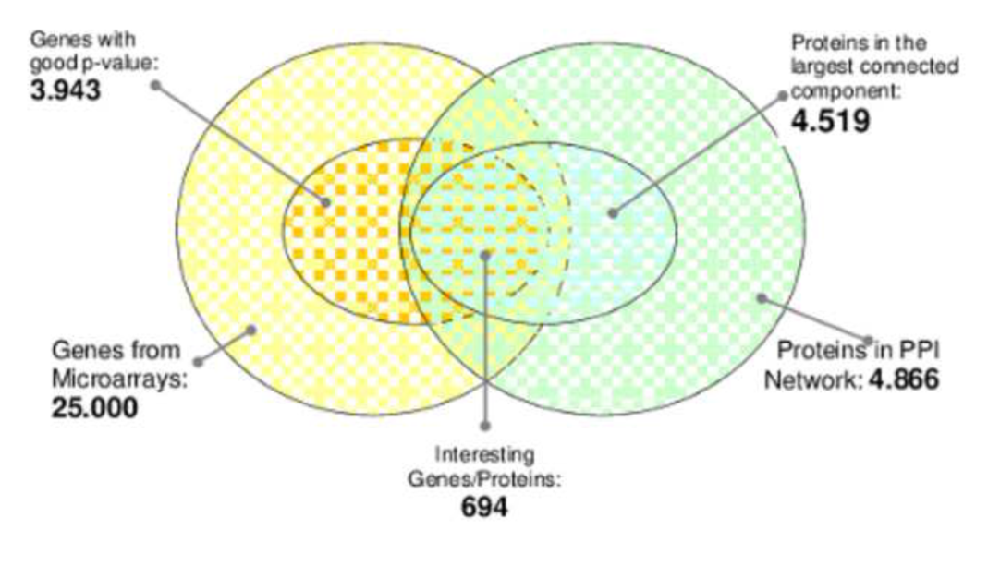 Genes with
good p-value:
3.943
Proteins in the
largest connected
component:
4.519
Genes from
Microarrays:
25.000
Proteins in PPI
Network: 4.866
Interesting
Genes/Proteins:
694